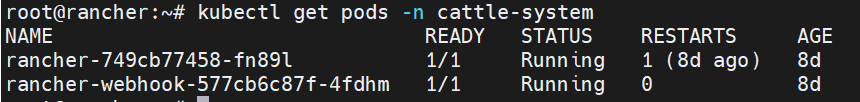 root@rancher:~# kubectl get pods -n cattle-system
NAME READY STATUS RESTARTS AGE
rancher-749cb77458-fn89l 1/1 Running 1 (8d ago) 8d
rancher-webhook-577cb6c87f-4fdhm 1/1 Running 0 8d